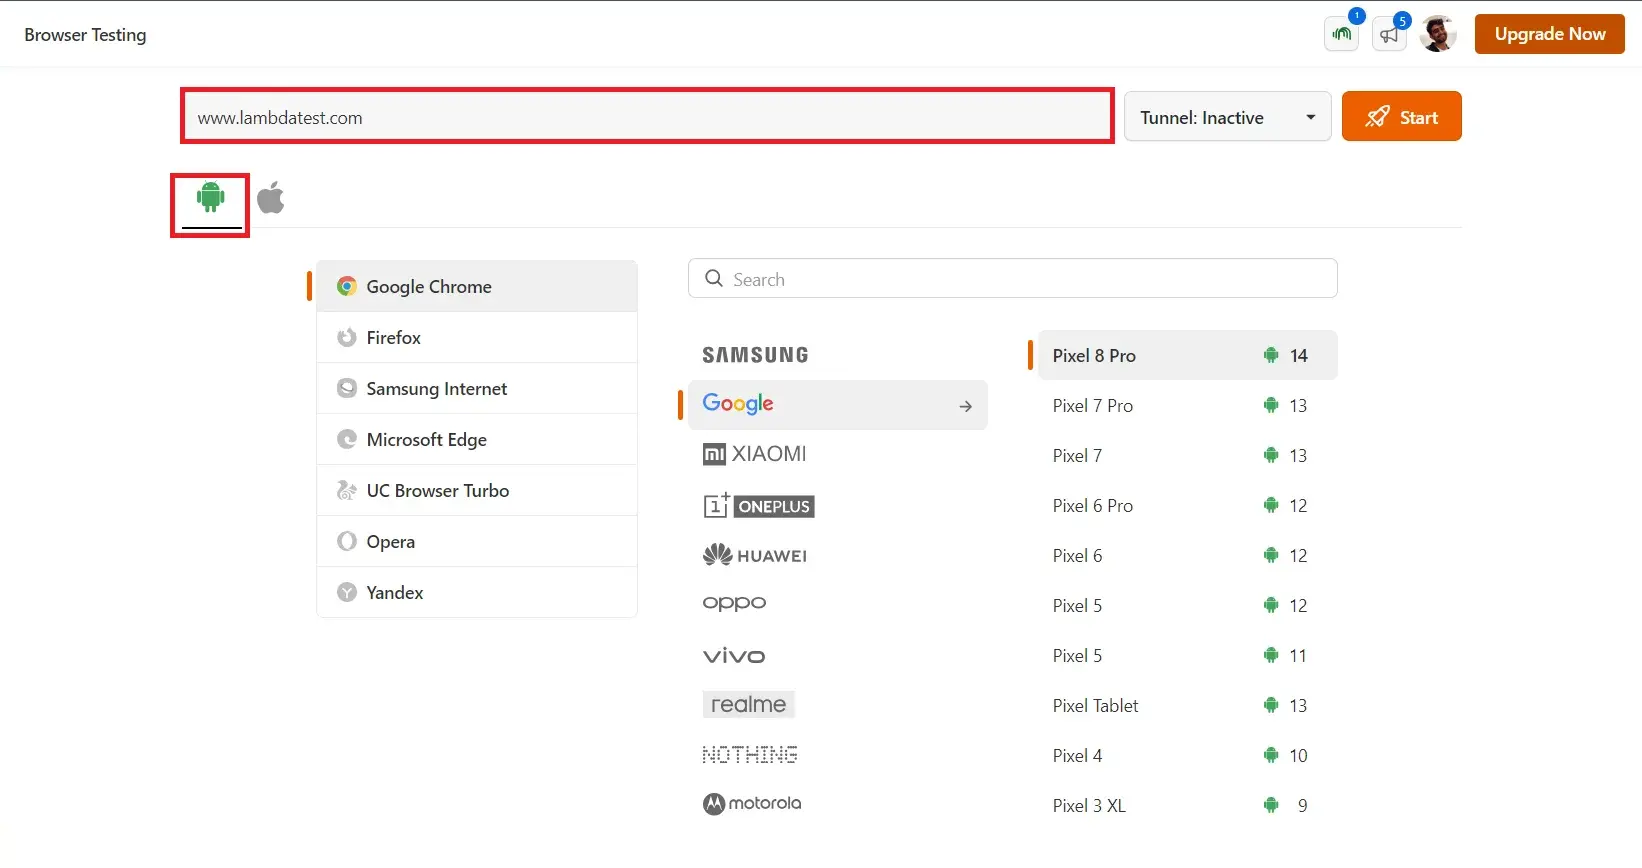 Browser Testing
1
5
Upgrade Now
www.lambdatest.com
Tunnel: Inactive
Start
Google Chrome
Firefox
Samsung Internet
Microsoft Edge
UC Browser Turbo
Opera
Yandex
Search
SAMSUNG
Google
mi XIAOMI
1+ ONEPLUS
HUAWEI
oppo
vivo
realme
NOTHING
motorola
Pixel 8 Pro 14
Pixel 7 Pro 13
Pixel 7 13
Pixel 6 Pro 12
Pixel 6 12
Pixel 5 12
Pixel 5 11
Pixel Tablet 13
Pixel 4 10
Pixel 3 XL 9